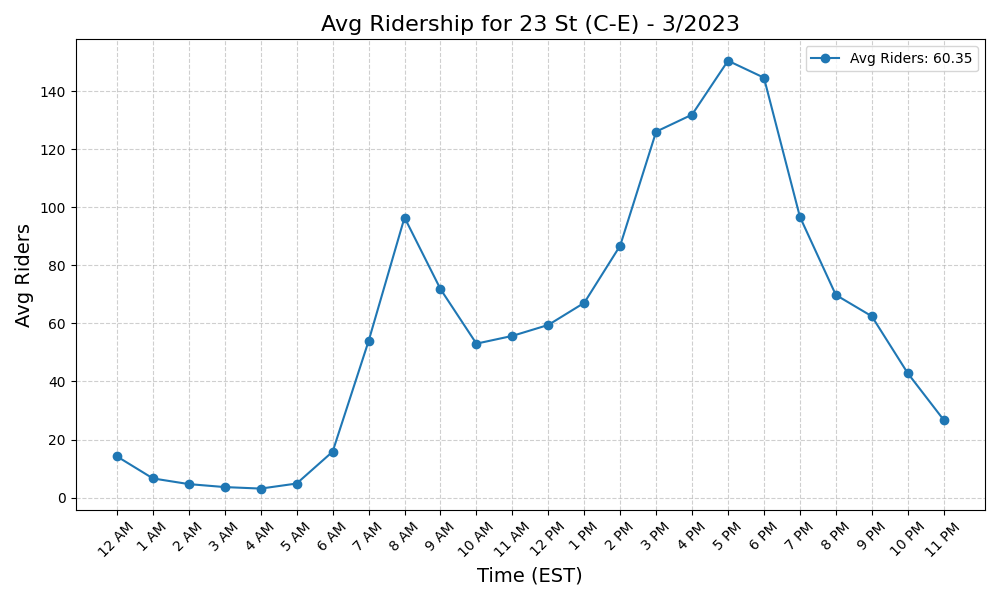 Avg Ridership for 23 St (C-E) - 3/2023
Avg Riders: 60.35
Avg Riders
140
120
100
80
60
40
20
0
12 AM
1 AM
2 AM
3 AM
4 AM
5 AM
6 AM
7 AM
8 AM
9 AM
10 AM
11 AM
12 PM
1 PM
2 PM
3 PM
4 PM
5 PM
6 PM
7 PM
8 PM
9 PM
10 PM
11 PM
Time (EST)